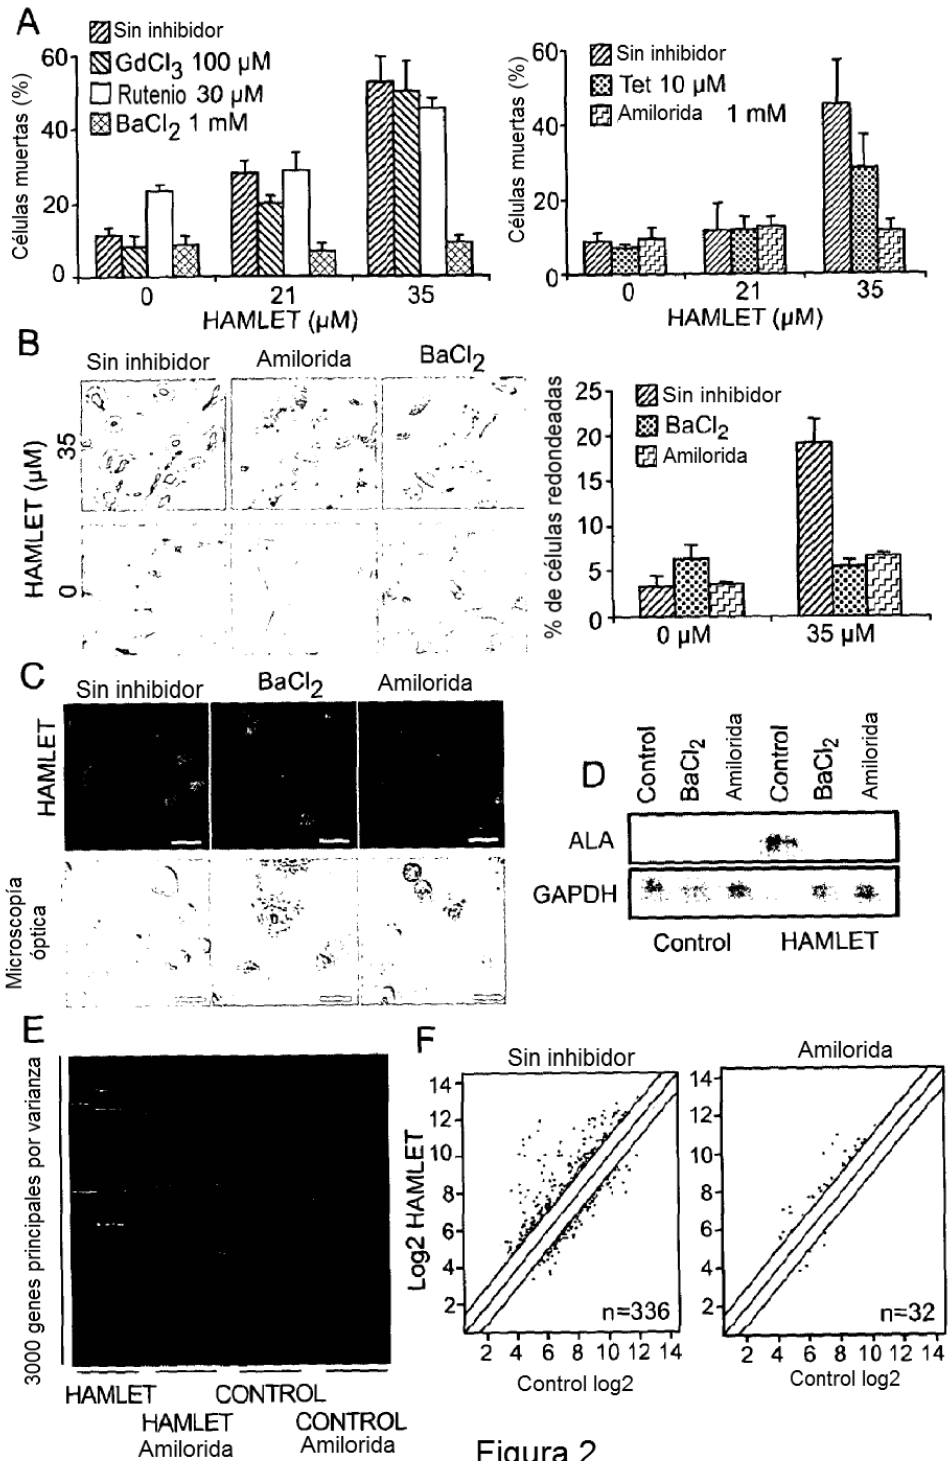 A
Sin inhibidor
GdCl3 100 µM
Rutenio 30 µM
BaCl2 1 mM
Células muertas (%)
60
40
20
0
0 21 35
HAMLET (µM)
Sin inhibidor
Tet 10 µM
Amilorida 1 mM
Células muertas (%)
60
40
20
0
0 21 35
HAMLET (µM)
B
Sin inhibidor Amilorida BaCl2
HAMLET (µM)
35
0
% de células redondeadas
25
20
15
10
5
0
Sin inhibidor
BaCl2
Amilorida
0 µM 35 µM
C
Sin inhibidor BaCl2 Amilorida
HAMLET
Microscopía
óptica
D
Control BaCl2 Amilorida Control BaCl2 Amilorida
ALA
GAPDH
Control HAMLET
E
3000 genes principales por varianza
HAMLET CONTROL
HAMLET CONTROL
Amilorida Amilorida
F
Sin inhibidor
Log2 HAMLET
14
12
10
8
6
4
2
n=336
2 4 6 8 10 12 14
Control log2
Amilorida
14
12
10
8
6
4
2
n=32
2 4 6 8 10 12 14
Control log2
Figura 2